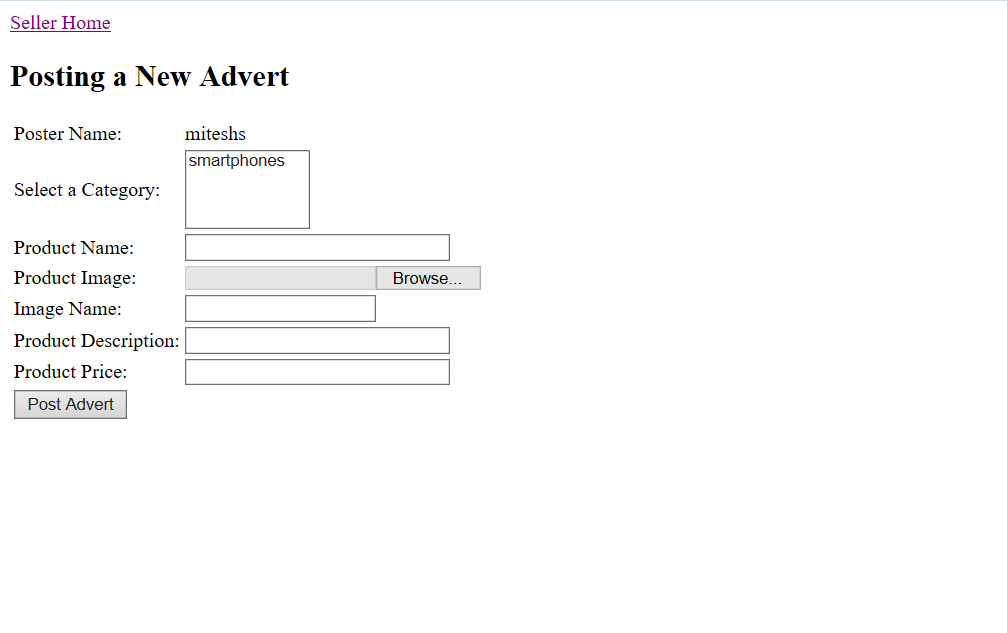 Seller Home
Posting a New Advert
Poster Name: miteshs
Select a Category: smartphones
Product Name:
Product Image: Browse...
Image Name:
Product Description:
Product Price:
Post Advert